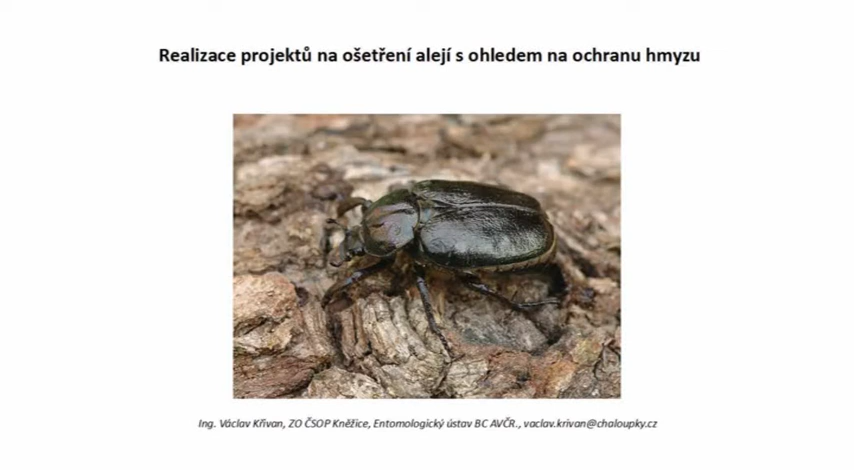 Realizace projektů na ošetření alejí s ohledem na ochranu hmyzu
Ing. Václav Křivan, ZO ČSOP Kněžice, Entomologický ústav BC AVČR., vaclav.krivan@chaloupky.cz